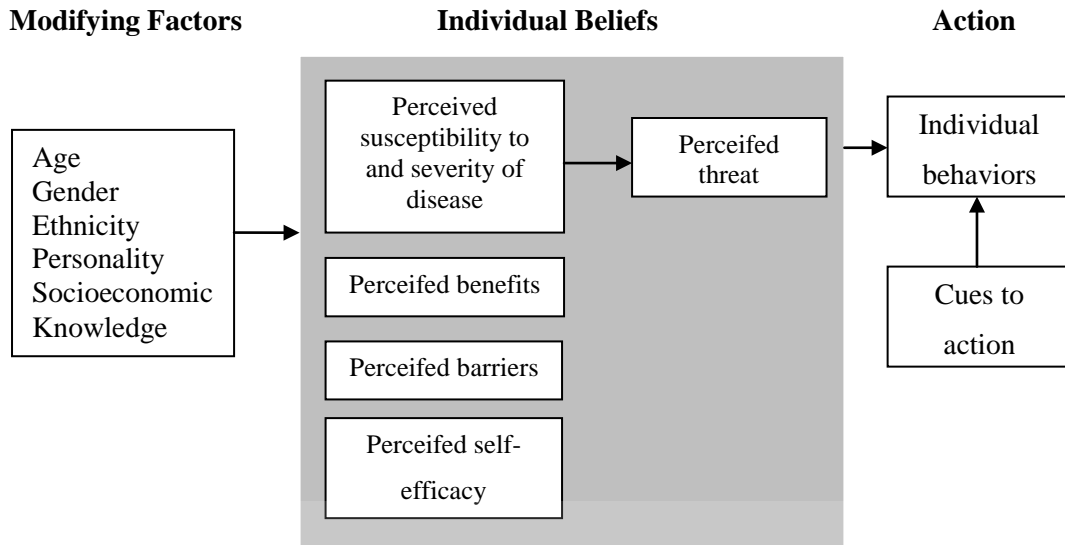 Modifying Factors
Individual Beliefs
Action
Age
Gender
Ethnicity
Personality
Socioeconomic
Knowledge
Perceived
susceptibility to
and severity of
disease
Perceifed
threat
Perceifed benefits
Perceifed barriers
Perceifed self-
efficacy
Individual
behaviors
Cues to
action